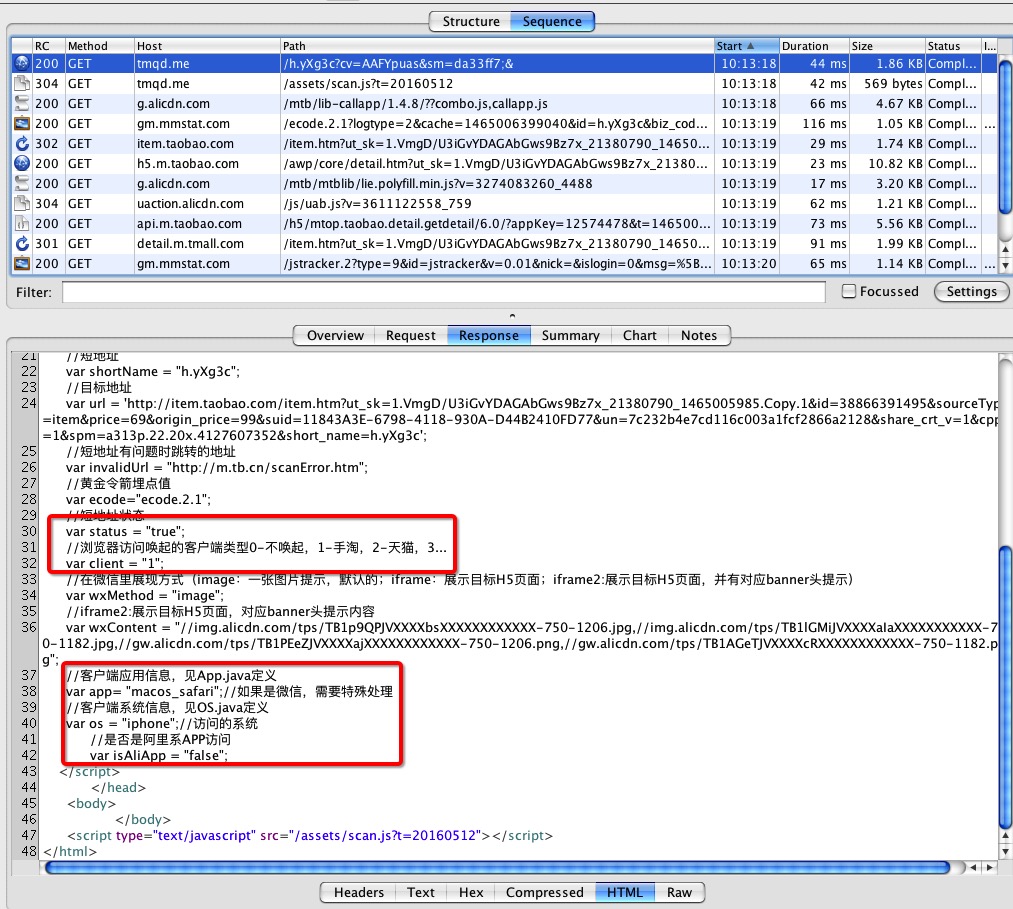 Structure Sequence
RC Method Host Path Start ▲ Duration Size Status I...
200 GET tmqd.me /h.yXg3c?cv=AAFYpuas&sm=da33ff7;& 10:13:18 44 ms 1.86 KB Compl...
304 GET tmqd.me /assets/scan.js?t=20160512 10:13:18 42 ms 569 bytes Compl...
200 GET g.alicdn.com /mtb/lib-callapp/1.4.8/??combo.js,callapp.js 10:13:18 66 ms 4.67 KB Compl...
200 GET gm.mmstat.com /ecode.2.1?logtype=2&cache=1465006399040&id=h.yXg3c&biz_cod... 10:13:19 116 ms 1.05 KB Compl... ...
302 GET item.taobao.com /item.htm?ut_sk=1.VmgD/U3iGvYDAGAbGws9Bz7x_21380790_14650... 10:13:19 29 ms 1.74 KB Compl...
200 GET h5.m.taobao.com /awp/core/detail.htm?ut_sk=1.VmgD/U3iGvYDAGAbGws9Bz7x_21380... 10:13:19 23 ms 10.82 KB Compl...
200 GET g.alicdn.com /mtb/mtblib/lie.polyfill.min.js?v=3274083260_4488 10:13:19 17 ms 3.20 KB Compl...
304 GET uaction.alicdn.com /js/uab.js?v=3611122558_759 10:13:19 62 ms 1.21 KB Compl...
200 GET api.m.taobao.com /h5/mtop.taobao.detail.getdetail/6.0/?appKey=12574478&t=146500... 10:13:19 73 ms 5.56 KB Compl...
301 GET detail.m.tmall.com /item.htm?ut_sk=1.VmgD/U3iGvYDAGAbGws9Bz7x_21380790_14650... 10:13:19 91 ms 1.99 KB Compl...
200 GET gm.mmstat.com /jstracker.2?type=9&id=jstracker&v=0.01&nick=&islogin=0&msg=%5B... 10:13:20 65 ms 1.14 KB Compl... ...
Filter: Focussed Settings
Overview Request Response Summary Chart Notes
21 //短地址
22 var shortName = "h.yXg3c";
23 //目标地址
24 var url = 'http://item.taobao.com/item.htm?ut_sk=1.VmgD/U3iGvYDAGAbGws9Bz7x_21380790_1465005985.Copy.1&id=38866391495&sourceTyp
=item&price=69&origin_price=99&suid=11843A3E-6798-4118-930A-D44B2410FD77&un=7c232b4e7cd116c003a1fcf2866a2128&share_crt_v=1&cpp
=1&spm=a313p.22.20x.4127607352&short_name=h.yXg3c';
25 //短地址有问题时跳转的地址
26 var invalidUrl = "http://m.tb.cn/scanError.htm";
27 //黄金令箭埋点值
28 var ecode="ecode.2.1";
29 //短地址状态
30 var status = "true";
31 //浏览器访问唤起的客户端类型0-不唤起，1-手淘，2-天猫，3...
32 var client = "1";
33 //在微信里展现方式（image：一张图片提示，默认的；iframe：展示目标H5页面；iframe2:展示目标H5页面，并有对应banner头提示）
34 var wxMethod = "image";
35 //iframe2:展示目标H5页面，对应banner头提示内容
36 var wxContent = "//img.alicdn.com/tps/TB1p9QPJVXXXXbsXXXXXXXXXXXX-750-1206.jpg,//img.alicdn.com/tps/TB1lGMiJVXXXXaIaXXXXXXXXXXX-7
0-1182.jpg,//gw.alicdn.com/tps/TB1PEeZJVXXXXajXXXXXXXXXXXX-750-1206.png,//gw.alicdn.com/tps/TB1AGeTJVXXXXcRXXXXXXXXXXXX-750-1182.p
g";
37 //客户端应用信息，见App.java定义
38 var app= "macos_safari";//如果是微信，需要特殊处理
39 //客户端系统信息，见OS.java定义
40 var os = "iphone";//访问的系统
41 //是否是阿里系APP访问
42 var isAliApp = "false";
43 </script>
44 </head>
45 <body>
46 </body>
47 <script type="text/javascript" src="/assets/scan.js?t=20160512"></script>
48 </html>
Headers Text Hex Compressed HTML Raw